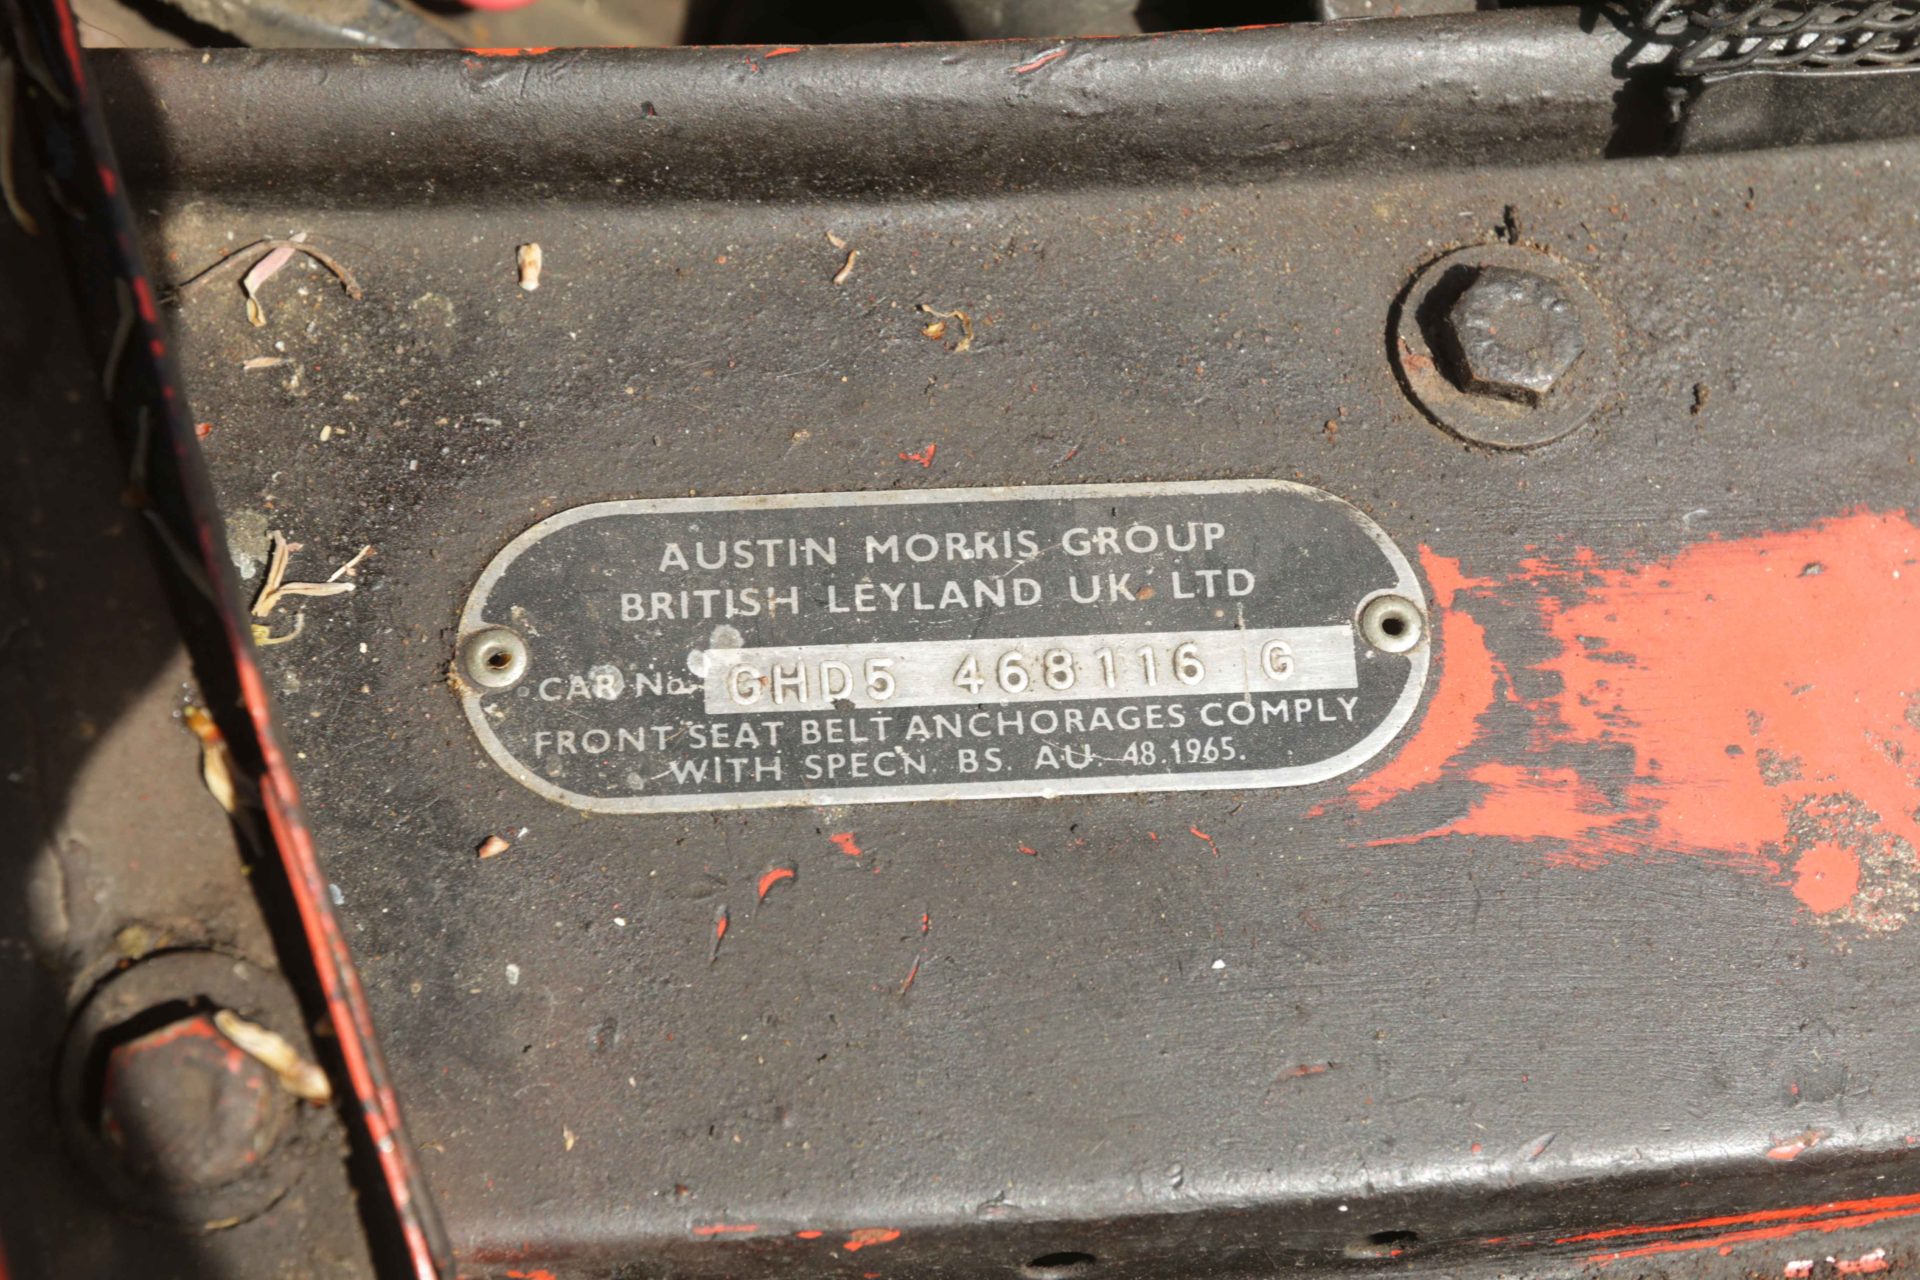 AUSTIN MORRIS GROUP
BRITISH LEYLAND UK. LTD
CAR No. GHD5 468116 G
FRONT SEAT BELT ANCHORAGES COMPLY
WITH SPECN. BS. AU. 48.1965.